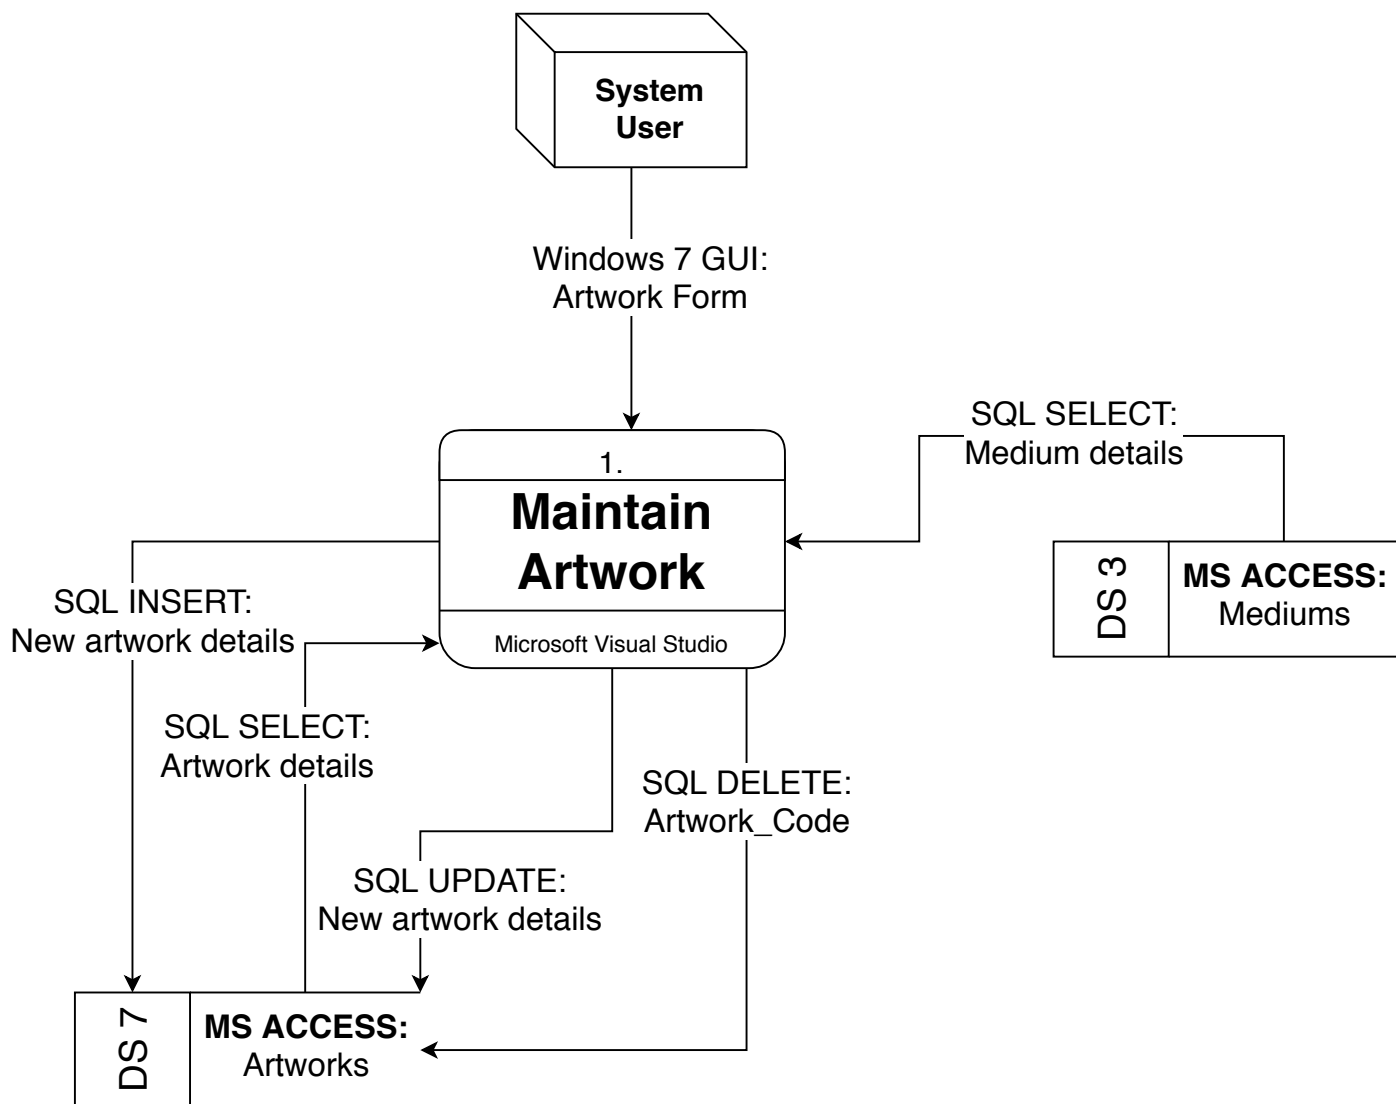 System
User
Windows 7 GUI:
Artwork Form
SQL SELECT:
Medium details
1.
Maintain
Artwork
Microsoft Visual Studio
DS 3
MS ACCESS:
Mediums
SQL INSERT:
New artwork details
SQL SELECT:
Artwork details
SQL DELETE:
Artwork_Code
SQL UPDATE:
New artwork details
DS 7
MS ACCESS:
Artworks